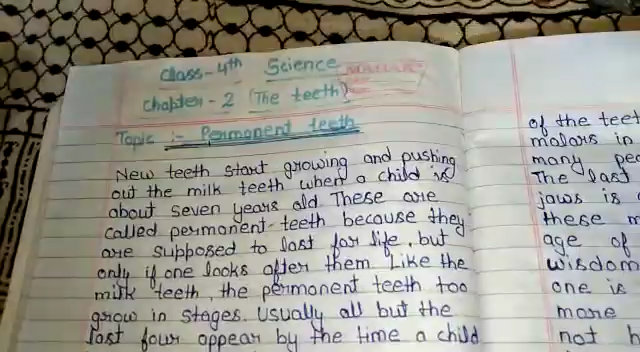 Class-4th Science
Chapter-2 (The teeth)
Topic :- Permanent teeth
New teeth start growing and pushing
out the milk teeth when a child is
about seven years old These are
called permanent teeth because they
are supposed to last for life, but
only if one looks after them. Like the
milk teeth, the permanent teeth too
grow in stages. Usually all but the
last four appear by the time a child
of the teet
molars in
many pe
The last
jaws is
these m
age of
wisdom
one is
more
not